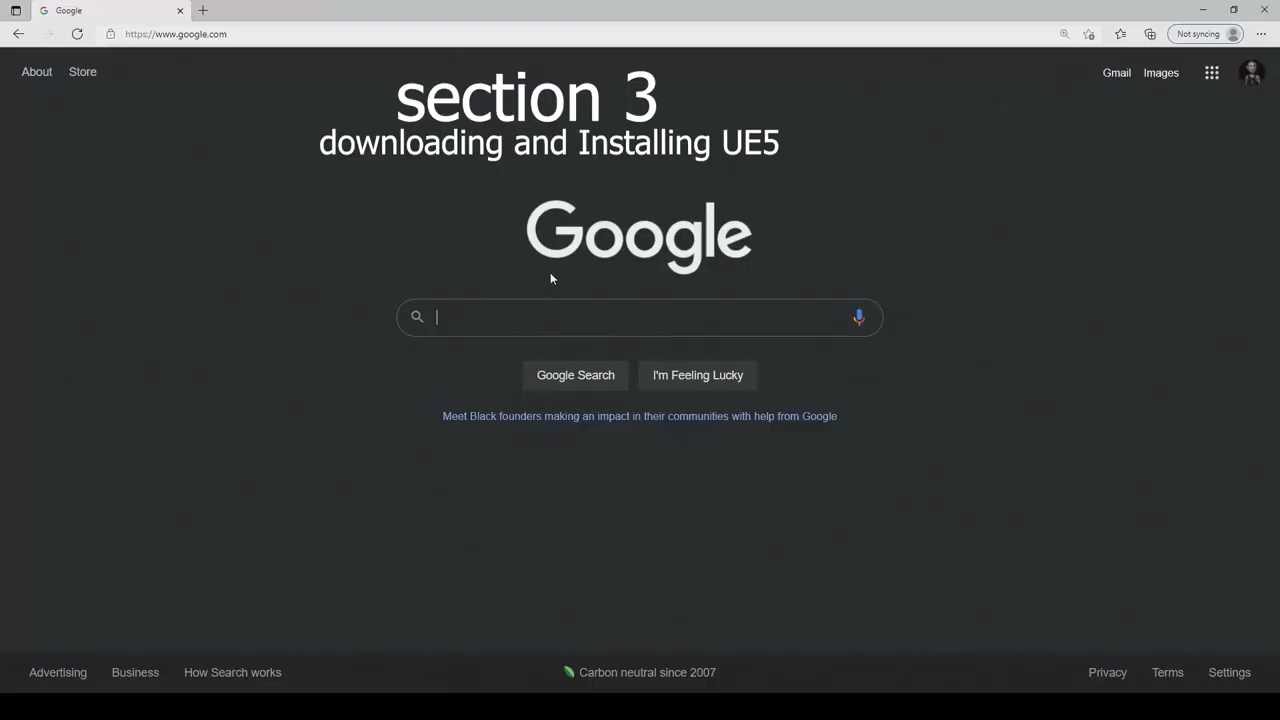 Google
https://www.google.com
Not syncing
About
Store
Gmail
Images
section 3
downloading and Installing UE5
Google
Google Search
I'm Feeling Lucky
Meet Black founders making an impact in their communities with help from Google
Advertising
Business
How Search works
Carbon neutral since 2007
Privacy
Terms
Settings